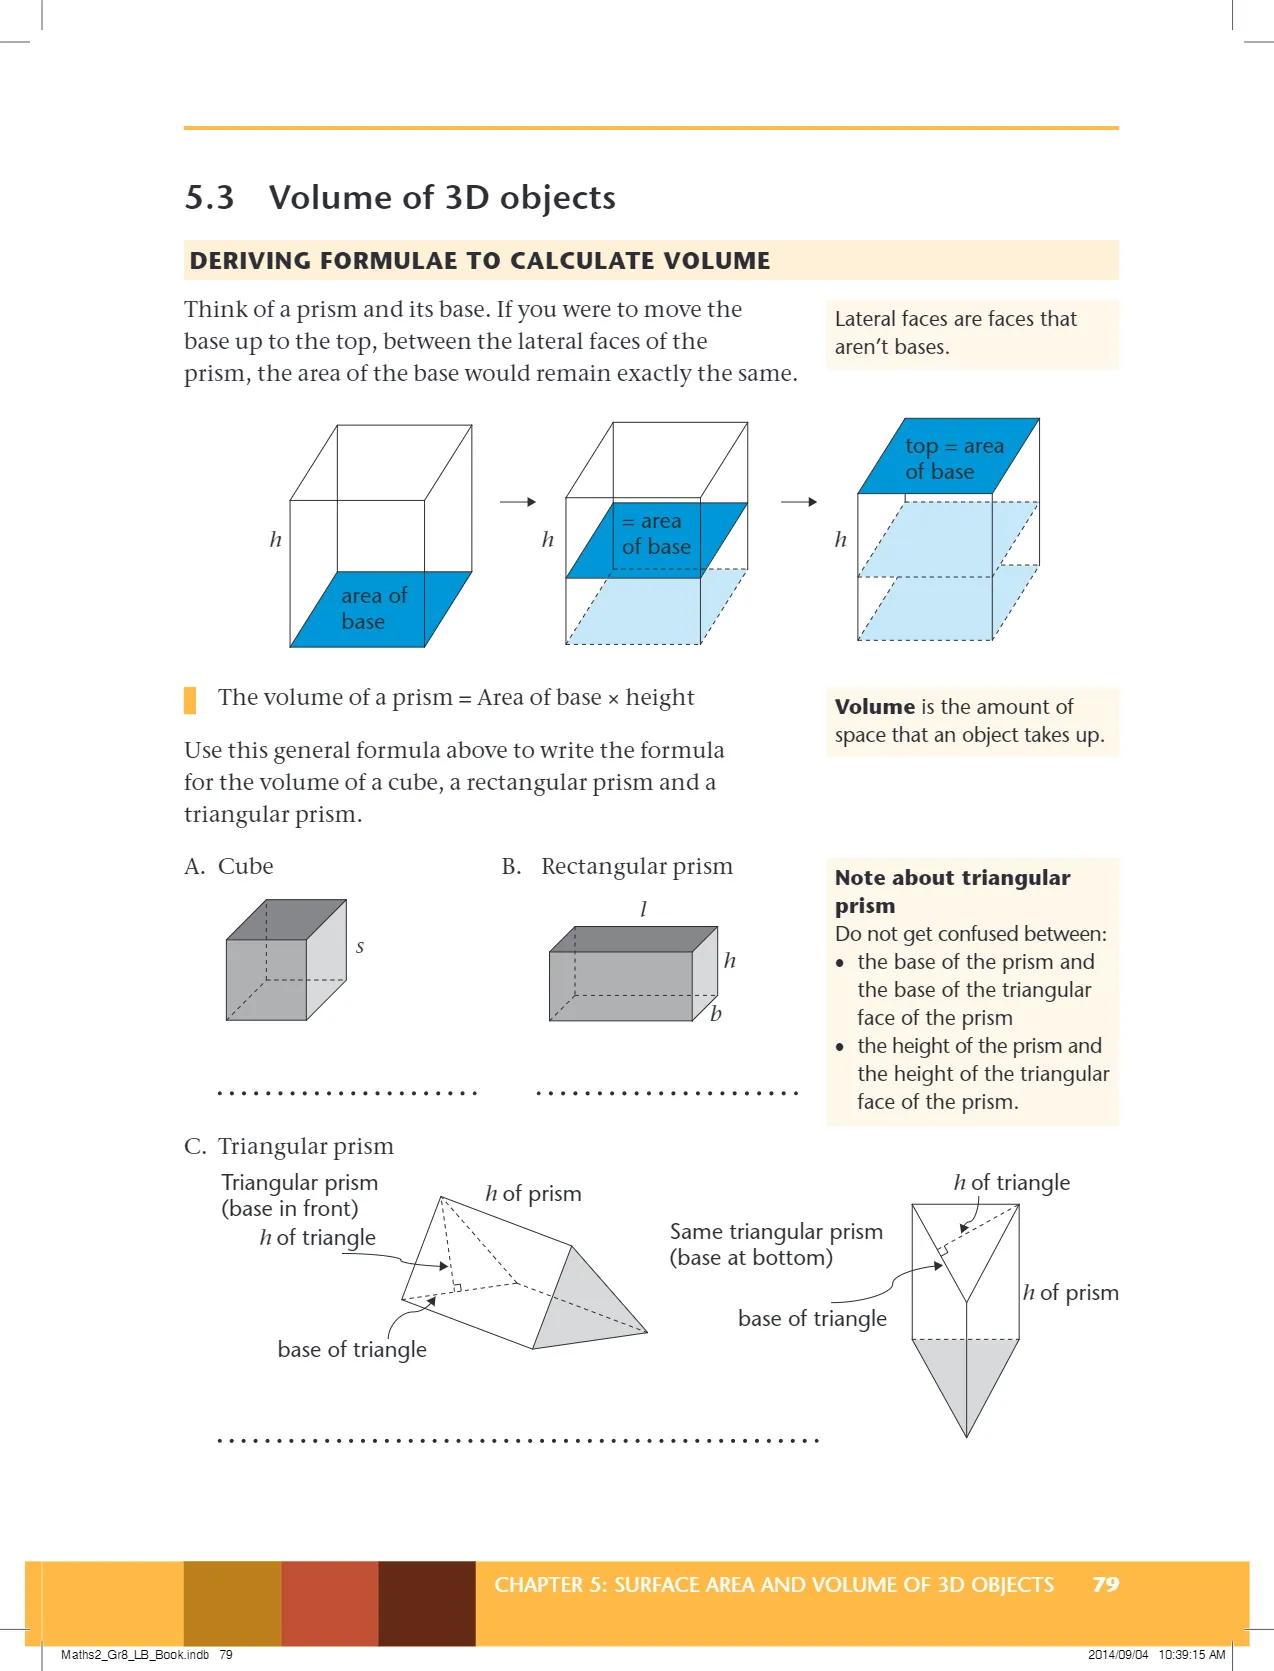 5.3 Volume of 3D objects
DERIVING FORMULAE TO CALCULATE VOLUME
Think of a prism and its base. If you were to move the
base up to the top, between the lateral faces of the
prism, the area of the base would remain exactly the same.
Lateral faces are faces that
aren’t bases.
h
area of
base
h
= area
of base
h
top = area
of base
The volume of a prism = Area of base × height
Volume is the amount of
space that an object takes up.
Use this general formula above to write the formula
for the volume of a cube, a rectangular prism and a
triangular prism.
A. Cube
s
B. Rectangular prism
l
h
b
Note about triangular
prism
Do not get confused between:
• the base of the prism and
the base of the triangular
face of the prism
• the height of the prism and
the height of the triangular
face of the prism.
C. Triangular prism
Triangular prism
(base in front)
h of triangle
h of prism
base of triangle
Same triangular prism
(base at bottom)
h of triangle
h of prism
base of triangle
CHAPTER 5: SURFACE AREA AND VOLUME OF 3D OBJECTS 79
Maths2_Gr8_LB_Book.indb 79
2014/09/04 10:39:15 AM